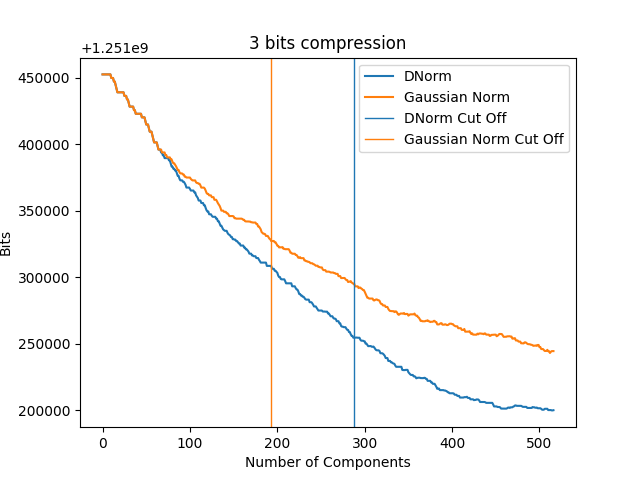 3 bits compression
+1.251e9
450000
400000
350000
300000
250000
200000
Bits
DNorm
Gaussian Norm
DNorm Cut Off
Gaussian Norm Cut Off
0 100 200 300 400 500
Number of Components